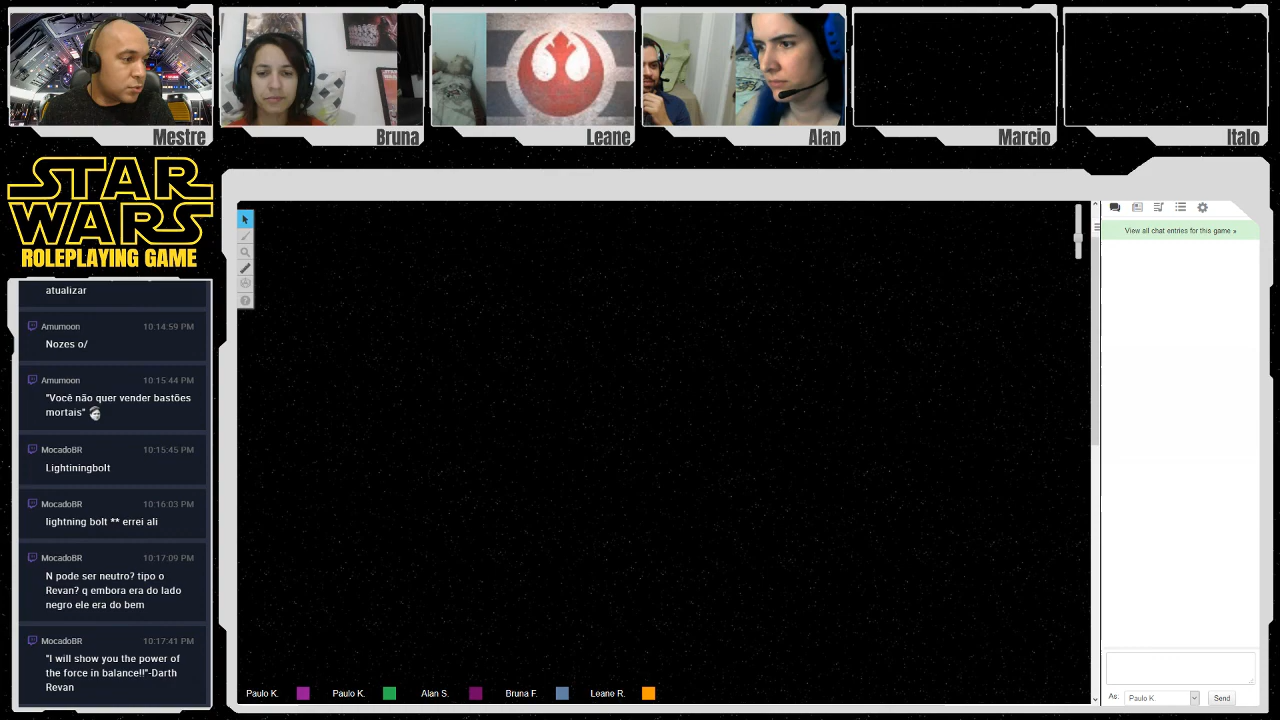 Mestre
Bruna
Leane
Alan
Marcio
Italo
STAR
WARS
ROLEPLAYING GAME
atualizar
Amumoon 10:14:59 PM
Nozes o/
Amumoon 10:15:44 PM
"Você não quer vender bastões
mortais"
MocadoBR 10:15:45 PM
Lightiningbolt
MocadoBR 10:16:03 PM
lightning bolt ** errei ali
MocadoBR 10:17:09 PM
N pode ser neutro? tipo o
Revan? q embora era do lado
negro ele era do bem
MocadoBR 10:17:41 PM
"I will show you the power of
the force in balance!!"-Darth
Revan
View all chat entries for this game »
As: Paulo K. Send
Paulo K. Paulo K. Alan S. Bruna F. Leane R.